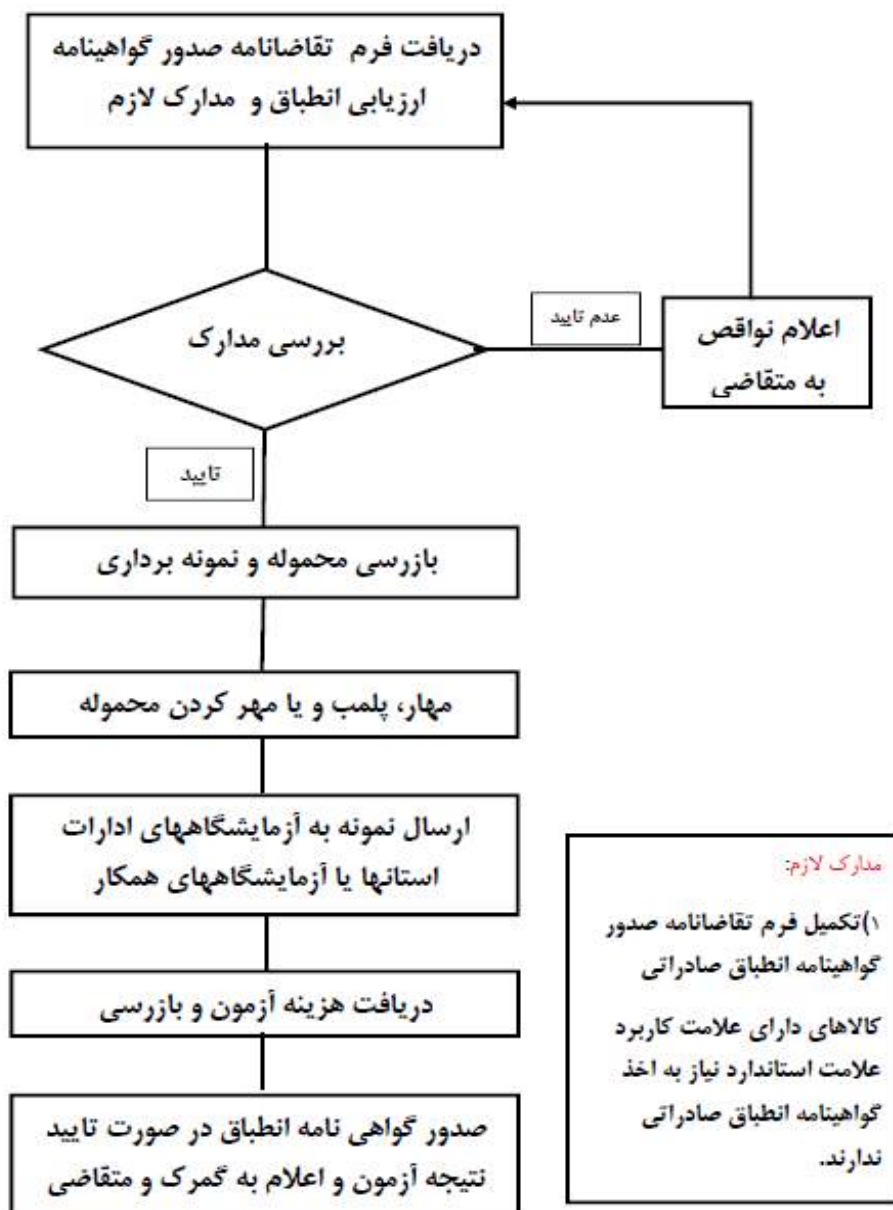 دریافت فرم تقاضانامه صدور گواهینامه
ارزیابی انطباق و مدارک لازم
بررسی مدارک
عدم تایید
اعلام نواقص
به متقاضی
تایید
بازرسی محموله و نمونه برداری
مهار، پلمب و یا مهر کردن محموله
ارسال نمونه به آزمایشگاههای ادارات
استانها یا آزمایشگاههای همکار
دریافت هزینه آزمون و بازرسی
صدور گواهی نامه انطباق در صورت تایید
نتیجه آزمون و اعلام به گمرک و متقاضی
مدارک لازم:
۱)تکمیل فرم تقاضانامه صدور
گواهینامه انطباق صادراتی
کالاهای دارای علامت کاربرد
علامت استاندارد نیاز به اخذ
گواهینامه انطباق صادراتی
ندارند.